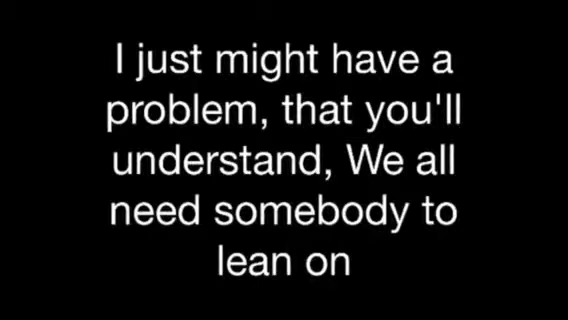 I just might have a
problem, that you'll
understand, We all
need somebody to
lean on